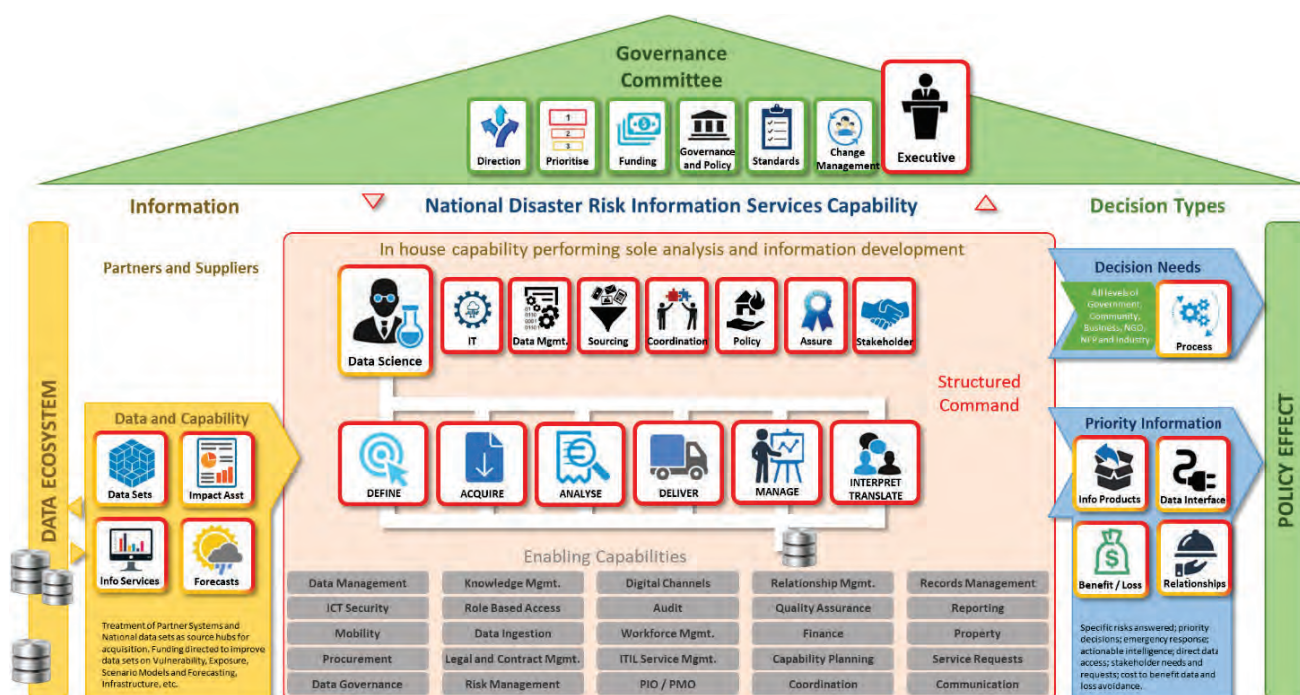 Governance
Committee
1
2
3
Direction
Prioritise
Funding
Governance
and Policy
Standards
Change
Management
Executive
Information
National Disaster Risk Information Services Capability
Decision Types
In house capability performing sole analysis and information development
Partners and Suppliers
Data Science
IT
Data Mgmt.
Sourcing
Coordination
Policy
Assure
Stakeholder
Structured
Command
Decision Needs
All levels of
Government,
Community,
Business, NGO,
NFP and Industry
Process
DATA ECOSYSTEM
Data and Capability
Data Sets
Impact Asst
Info Services
Forecasts
Treatment of Partner Systems and
National data sets as source hubs for
acquisition. Funding directed to improve
data sets on Vulnerability, Exposure,
Scenario Models and Forecasting,
Infrastructure, etc.
DEFINE
ACQUIRE
ANALYSE
DELIVER
MANAGE
INTERPRET
TRANSLATE
Enabling Capabilities
Data Management
Knowledge Mgmt.
Digital Channels
Relationship Mgmt.
Records Management
ICT Security
Role Based Access
Audit
Quality Assurance
Reporting
Mobility
Data Ingestion
Workforce Mgmt.
Finance
Property
Procurement
Legal and Contract Mgmt.
ITIL Service Mgmt.
Capability Planning
Service Requests
Data Governance
Risk Management
PIO / PMO
Coordination
Communication
Priority Information
Info Products
Data Interface
Benefit / Loss
Relationships
Specific risks answered; priority
decisions; emergency response;
actionable intelligence; direct data
access; stakeholder needs and
requests; cost to benefit data and
loss avoidance.
POLICY EFFECT